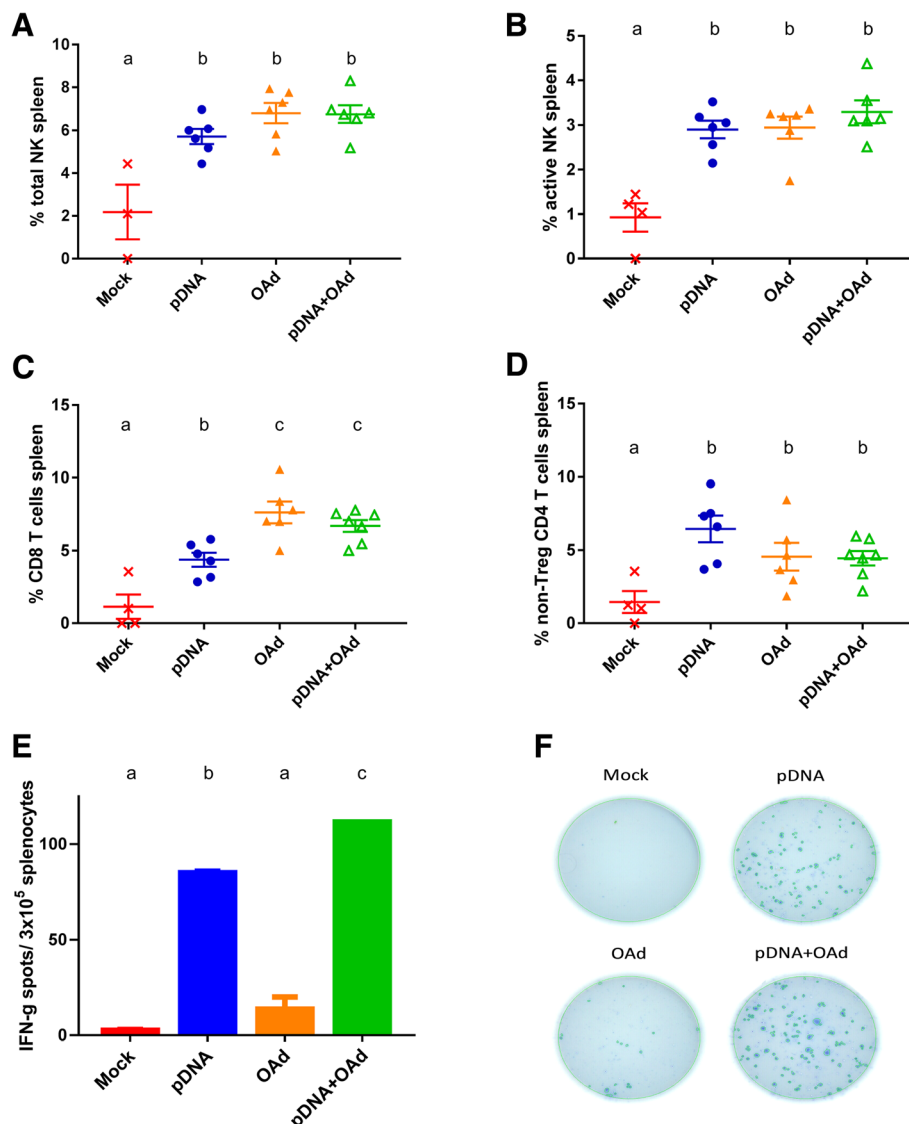 A
% total NK spleen
10
8
6
4
2
0
a
b
b
b
Mock
pDNA
OAd
pDNA+OAd
B
% active NK spleen
5
4
3
2
1
0
a
b
b
b
Mock
pDNA
OAd
pDNA+OAd
C
% CD8 T cells spleen
15
10
5
0
a
b
c
c
Mock
pDNA
OAd
pDNA+OAd
D
% non-Treg CD4 T cells spleen
15
10
5
0
a
b
b
b
Mock
pDNA
OAd
pDNA+OAd
E
IFN-g spots/ 3x10⁵ splenocytes
100
50
0
a
b
a
c
Mock
pDNA
OAd
pDNA+OAd
F
Mock
pDNA
OAd
pDNA+OAd